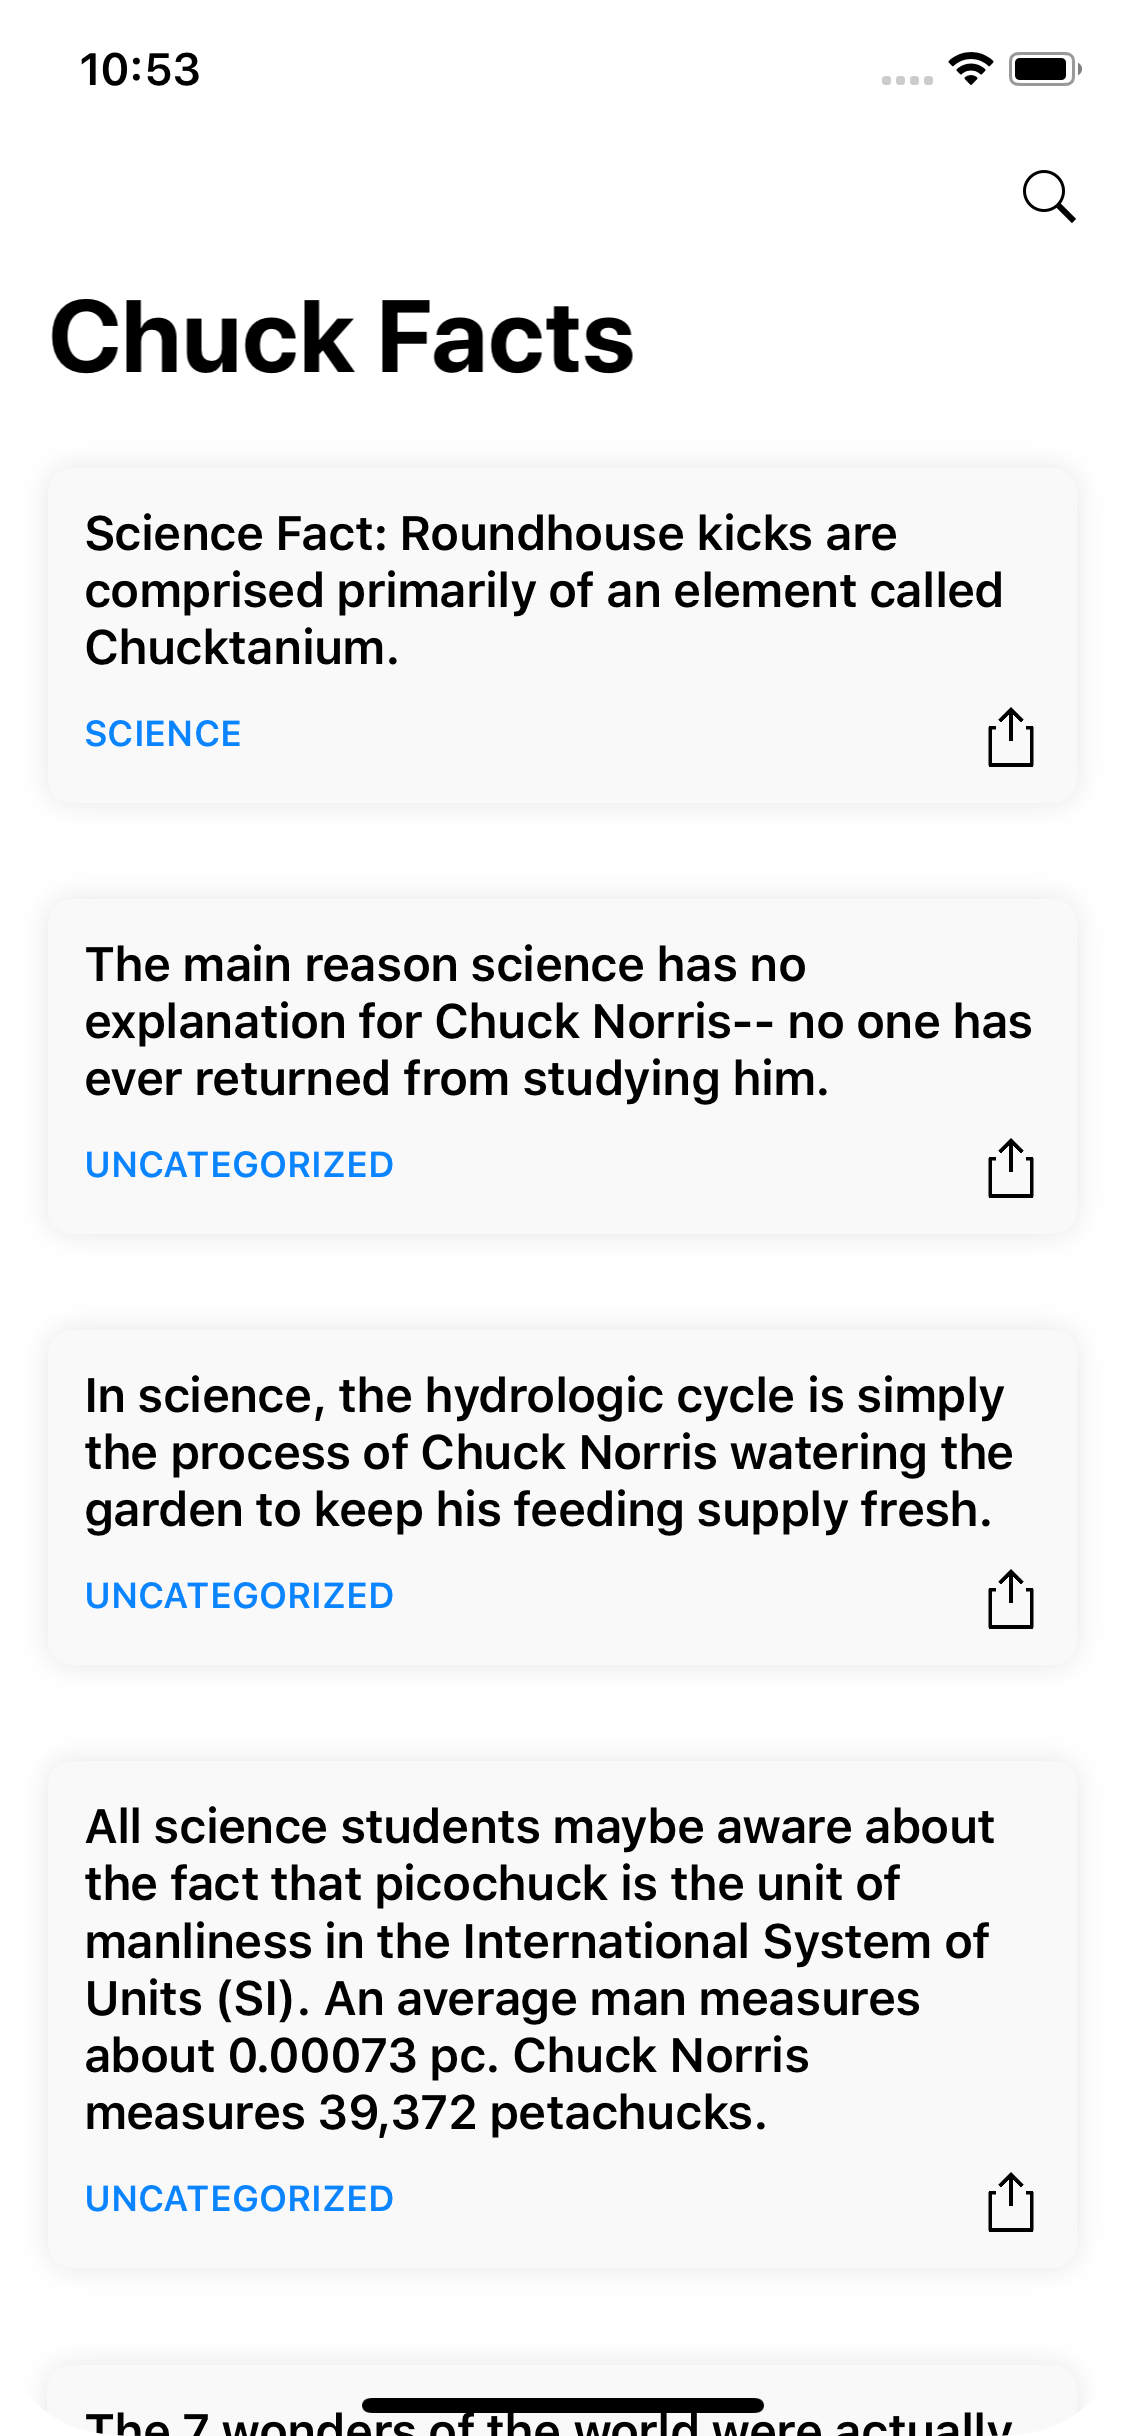 10:53
Chuck Facts
Science Fact: Roundhouse kicks are
comprised primarily of an element called
Chucktanium.
SCIENCE
The main reason science has no
explanation for Chuck Norris-- no one has
ever returned from studying him.
UNCATEGORIZED
In science, the hydrologic cycle is simply
the process of Chuck Norris watering the
garden to keep his feeding supply fresh.
UNCATEGORIZED
All science students maybe aware about
the fact that picochuck is the unit of
manliness in the International System of
Units (SI). An average man measures
about 0.00073 pc. Chuck Norris
measures 39,372 petachucks.
UNCATEGORIZED
The 7 wonders of the world were actually